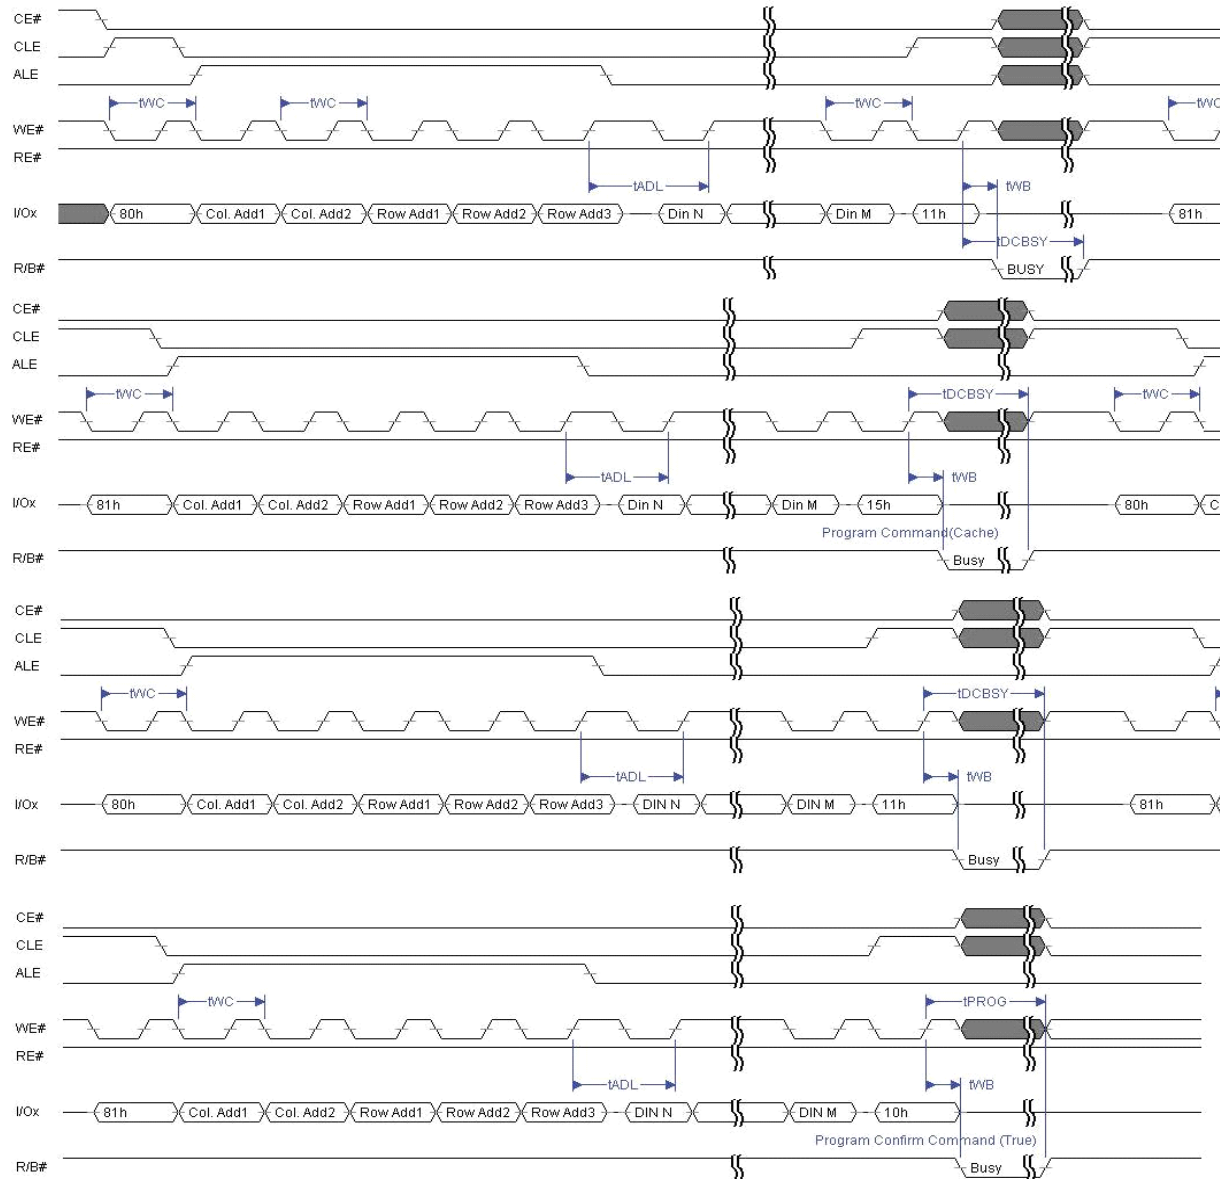 CE#
CLE
ALE
tWC tWC tWC tWC
WE#
RE#
tADL tWB
I/Ox 80h Col. Add1 Col. Add2 Row Add1 Row Add2 Row Add3 Din N Din M 11h 81h
tDCBSY
R/B# BUSY
CE#
CLE
ALE
tWC tDCBSY tWC
WE#
RE#
tADL tWB
I/Ox 81h Col. Add1 Col. Add2 Row Add1 Row Add2 Row Add3 Din N Din M 15h 80h C
Program Command(Cache)
R/B# Busy
CE#
CLE
ALE
tWC tDCBSY
WE#
RE#
tADL tWB
I/Ox 80h Col. Add1 Col. Add2 Row Add1 Row Add2 Row Add3 DIN N DIN M 11h 81h
R/B# Busy
CE#
CLE
ALE
tWC tPROG
WE#
RE#
tADL tWB
I/Ox 81h Col. Add1 Col. Add2 Row Add1 Row Add2 Row Add3 DIN N DIN M 10h
Program Confirm Command (True)
R/B# Busy